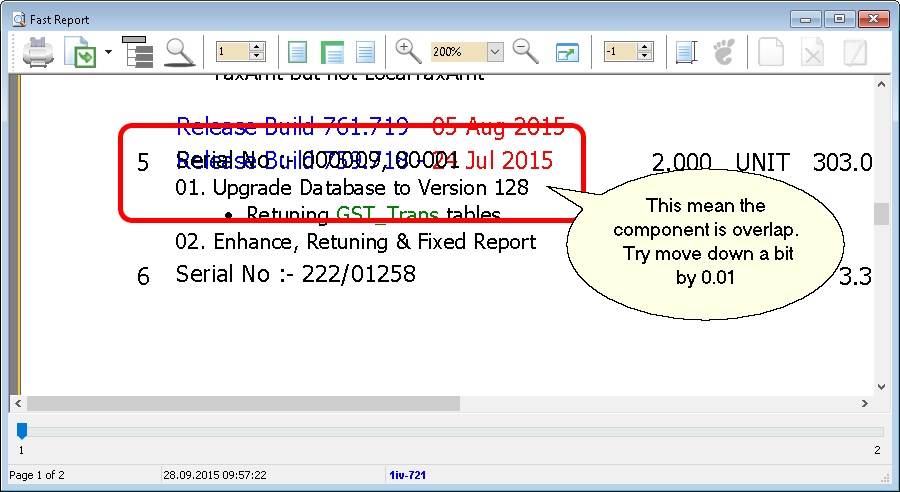 Fast Report
1
200%
-1
TaxAmt but not LocalTaxAmt
Release Build 761.719 - 05 Aug 2015
5 Release Build 759.718 - 24 Jul 2015 2.000 UNIT 303.0
Serial No :- 000009, 00-001
01. Upgrade Database to Version 128
• Retuning GST_Trans tables
02. Enhance, Retuning & Fixed Report
6 Serial No :- 222/01258 3.3
This mean the
component is overlap.
Try move down a bit
by 0.01
1
2
Page 1 of 2 28.09.2015 09:57:22 1iv-721